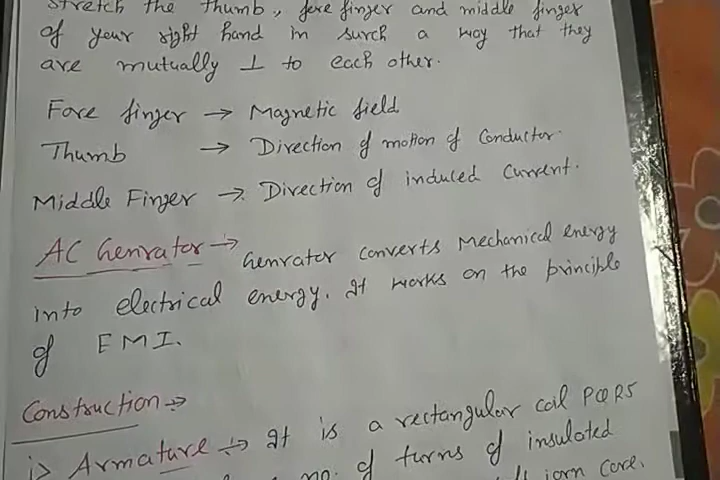 stretch the thumb, fore finger and middle finger
of your right hand in surch a way that they
are mutually ⊥ to each other.
Fore finger → Magnetic field
Thumb → Direction of motion of Conductor.
Middle Finger → Direction of induced Current.
AC Genrator → Genrator converts Mechanical energy
into electrical energy. It works on the principle
of EMI.
Construction →
i> Armature → It is a rectangular coil PQRS
no. of turns of insulated
iorn core.